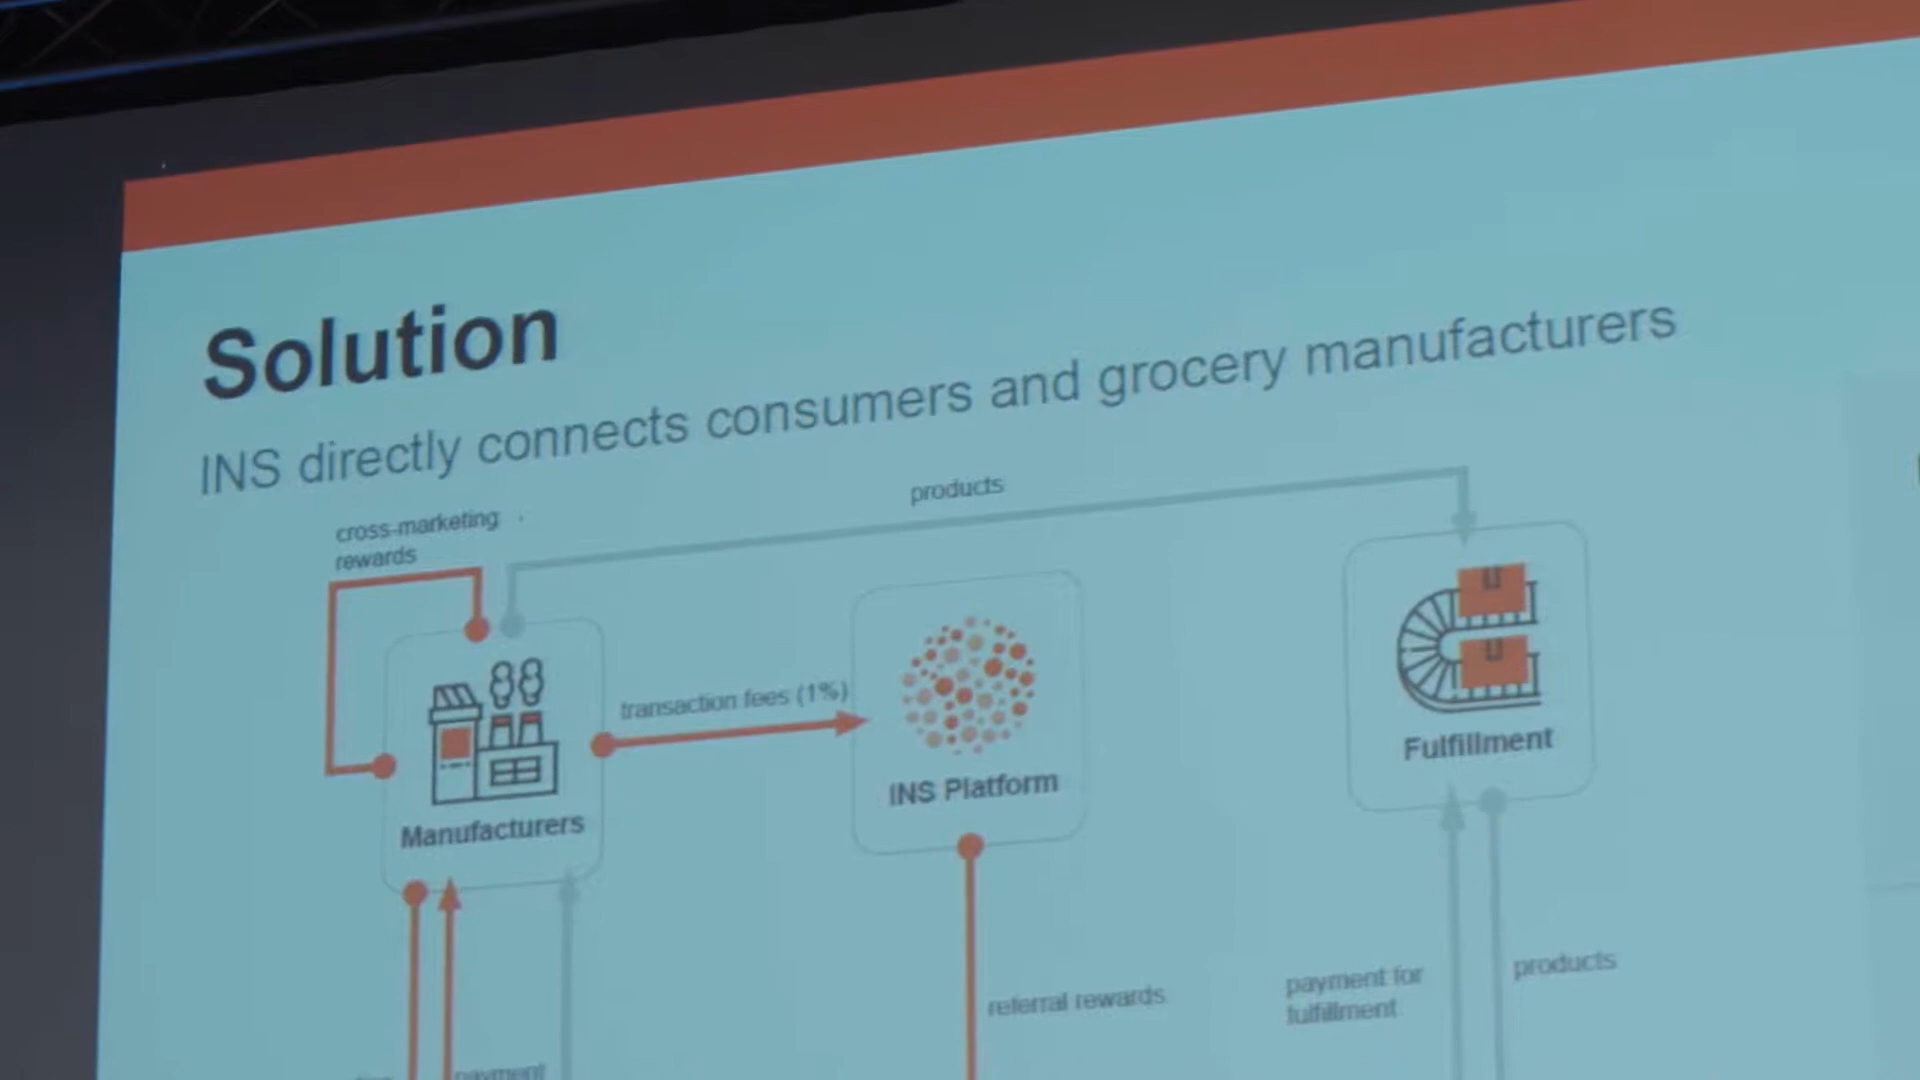 Solution
INS directly connects consumers and grocery manufacturers
cross-marketing
rewards
products
transaction fees (1%)
INS Platform
Fulfillment
Manufacturers
referral rewards
payment for
fulfillment
products
payment